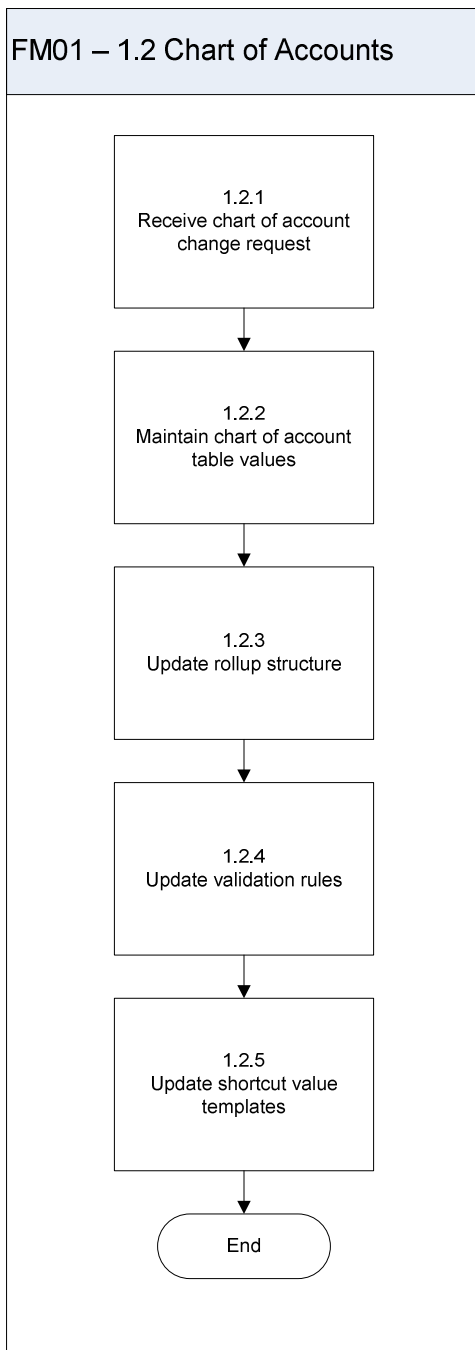 FM01 – 1.2 Chart of Accounts
1.2.1
Receive chart of account
change request
1.2.2
Maintain chart of account
table values
1.2.3
Update rollup structure
1.2.4
Update validation rules
1.2.5
Update shortcut value
templates
End